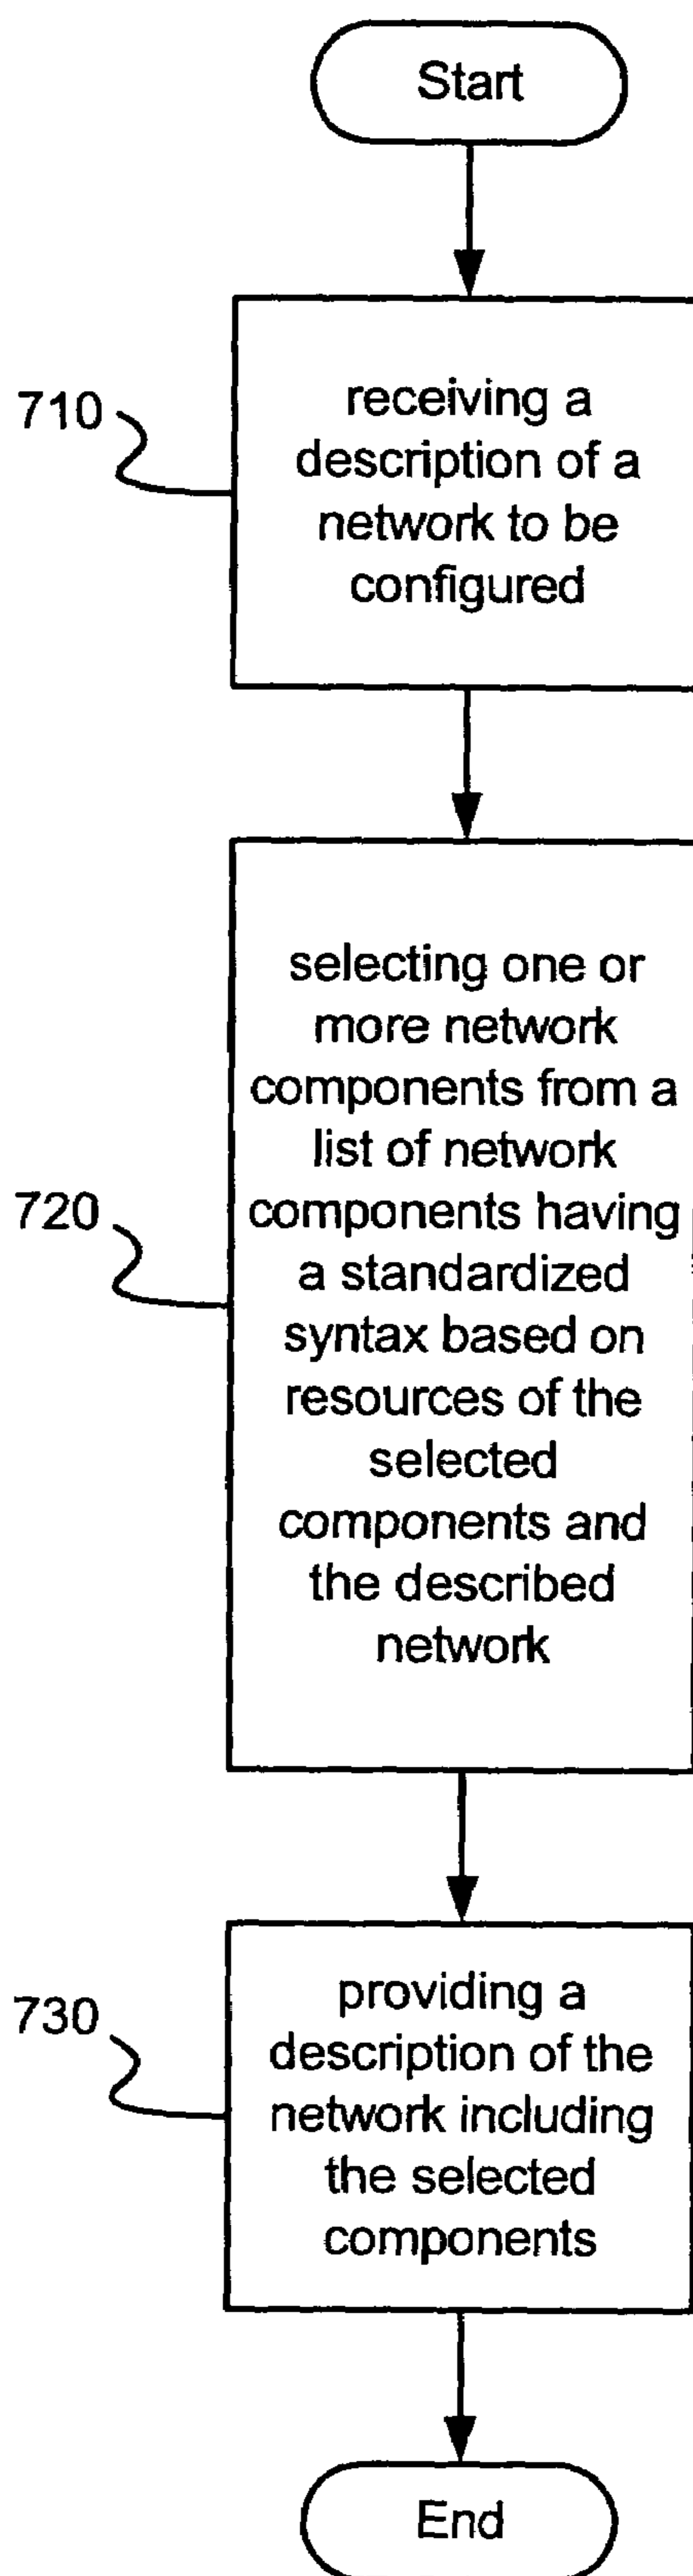 Start
710
receiving a
description of a
network to be
configured
720
selecting one or
more network
components from a
list of network
components having
a standardized
syntax based on
resources of the
selected
components and
the described
network
730
providing a
description of the
network including
the selected
components
End